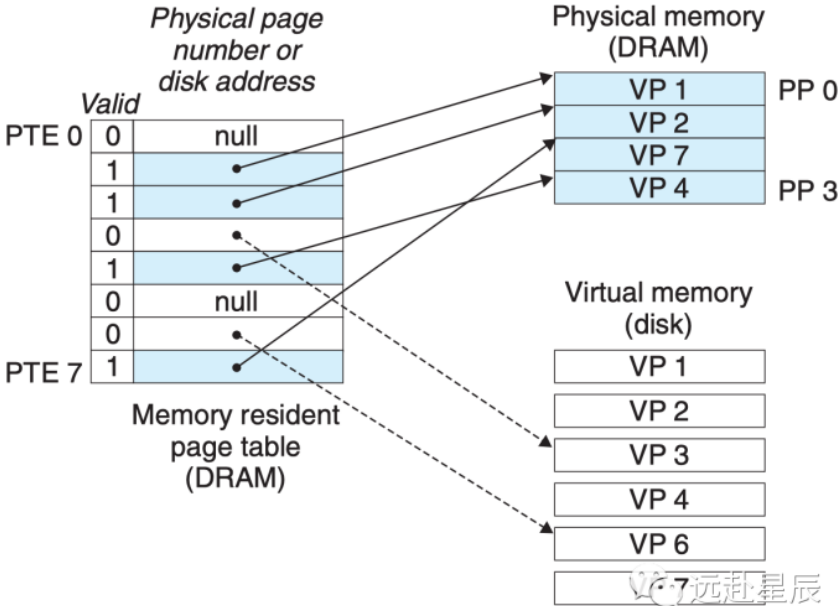 Physical page
number or
disk address
Valid
PTE 0
0
null
1
1
0
1
0
null
0
PTE 7
1
Memory resident
page table
(DRAM)
Physical memory
(DRAM)
VP 1
PP 0
VP 2
VP 7
VP 4
PP 3
Virtual memory
(disk)
VP 1
VP 2
VP 3
VP 4
VP 6
7
远赴星辰